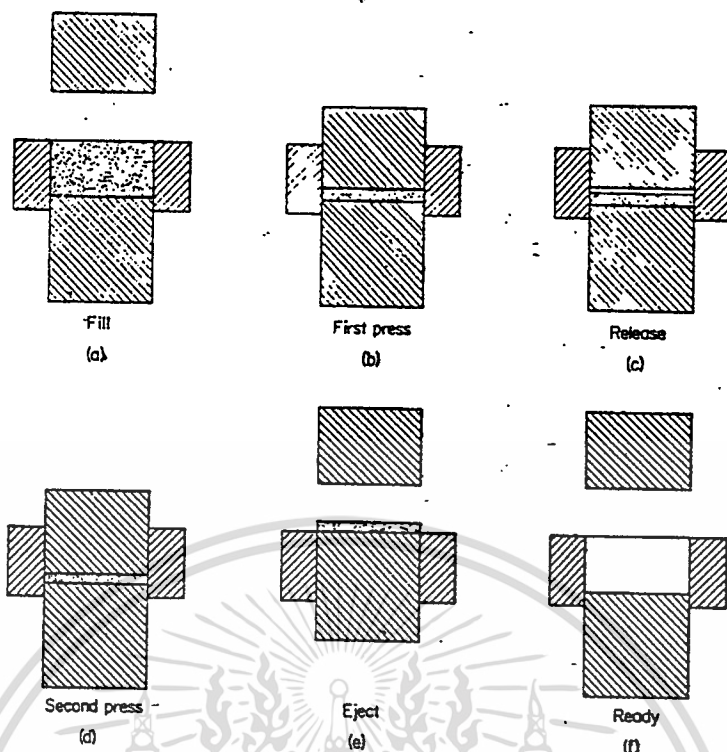 Fill
(a)
First press
(b)
Release
(c)
Second press
(d)
Eject
(e)
Ready
(f)